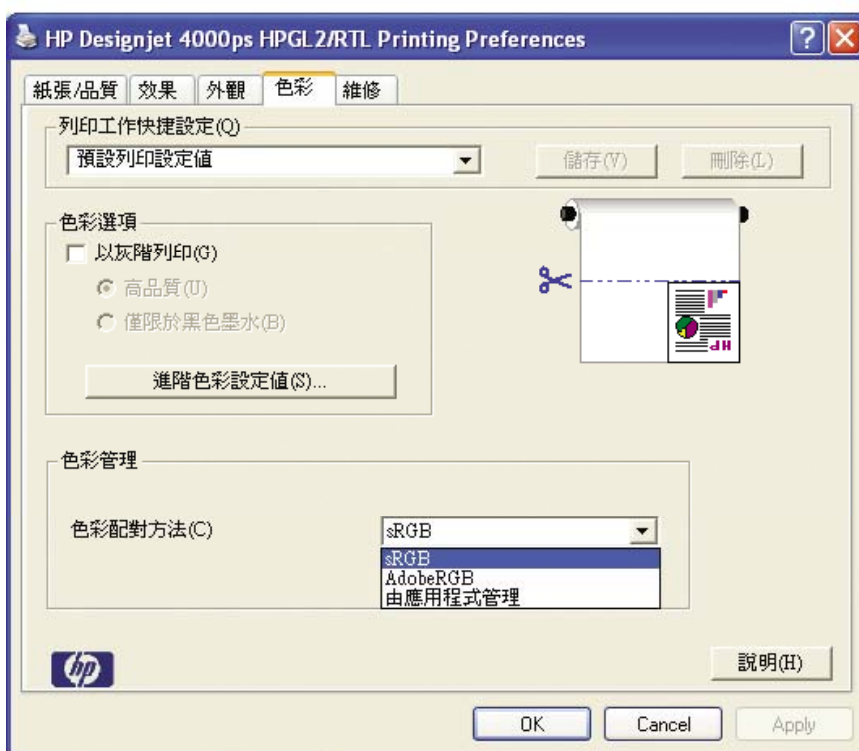 HP Designjet 4000ps HPGL2/RTL Printing Preferences
紙張/品質 效果 外觀 色彩 維修
列印工作快捷設定(Q)
預設列印設定值 儲存(V) 刪除(L)
色彩選項
以灰階列印(G)
高品質(U)
僅限於黑色墨水(B)
進階色彩設定值(S)...
HP
色彩管理
色彩配對方法(C) sRGB
sRGB
AdobeRGB
由應用程式管理
hp
說明(H)
OK Cancel Apply